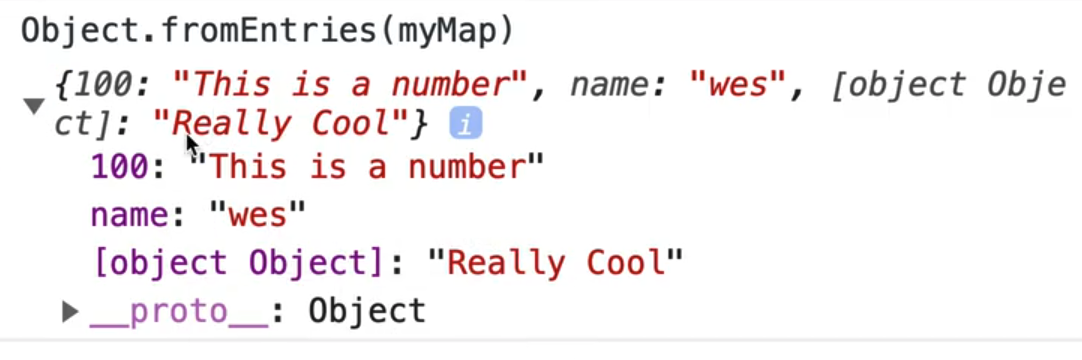 Object.fromEntries(myMap)
{100: "This is a number", name: "wes", [object Obje
ct]: "Really Cool"} i
100: "This is a number"
name: "wes"
[object Object]: "Really Cool"
__proto__: Object